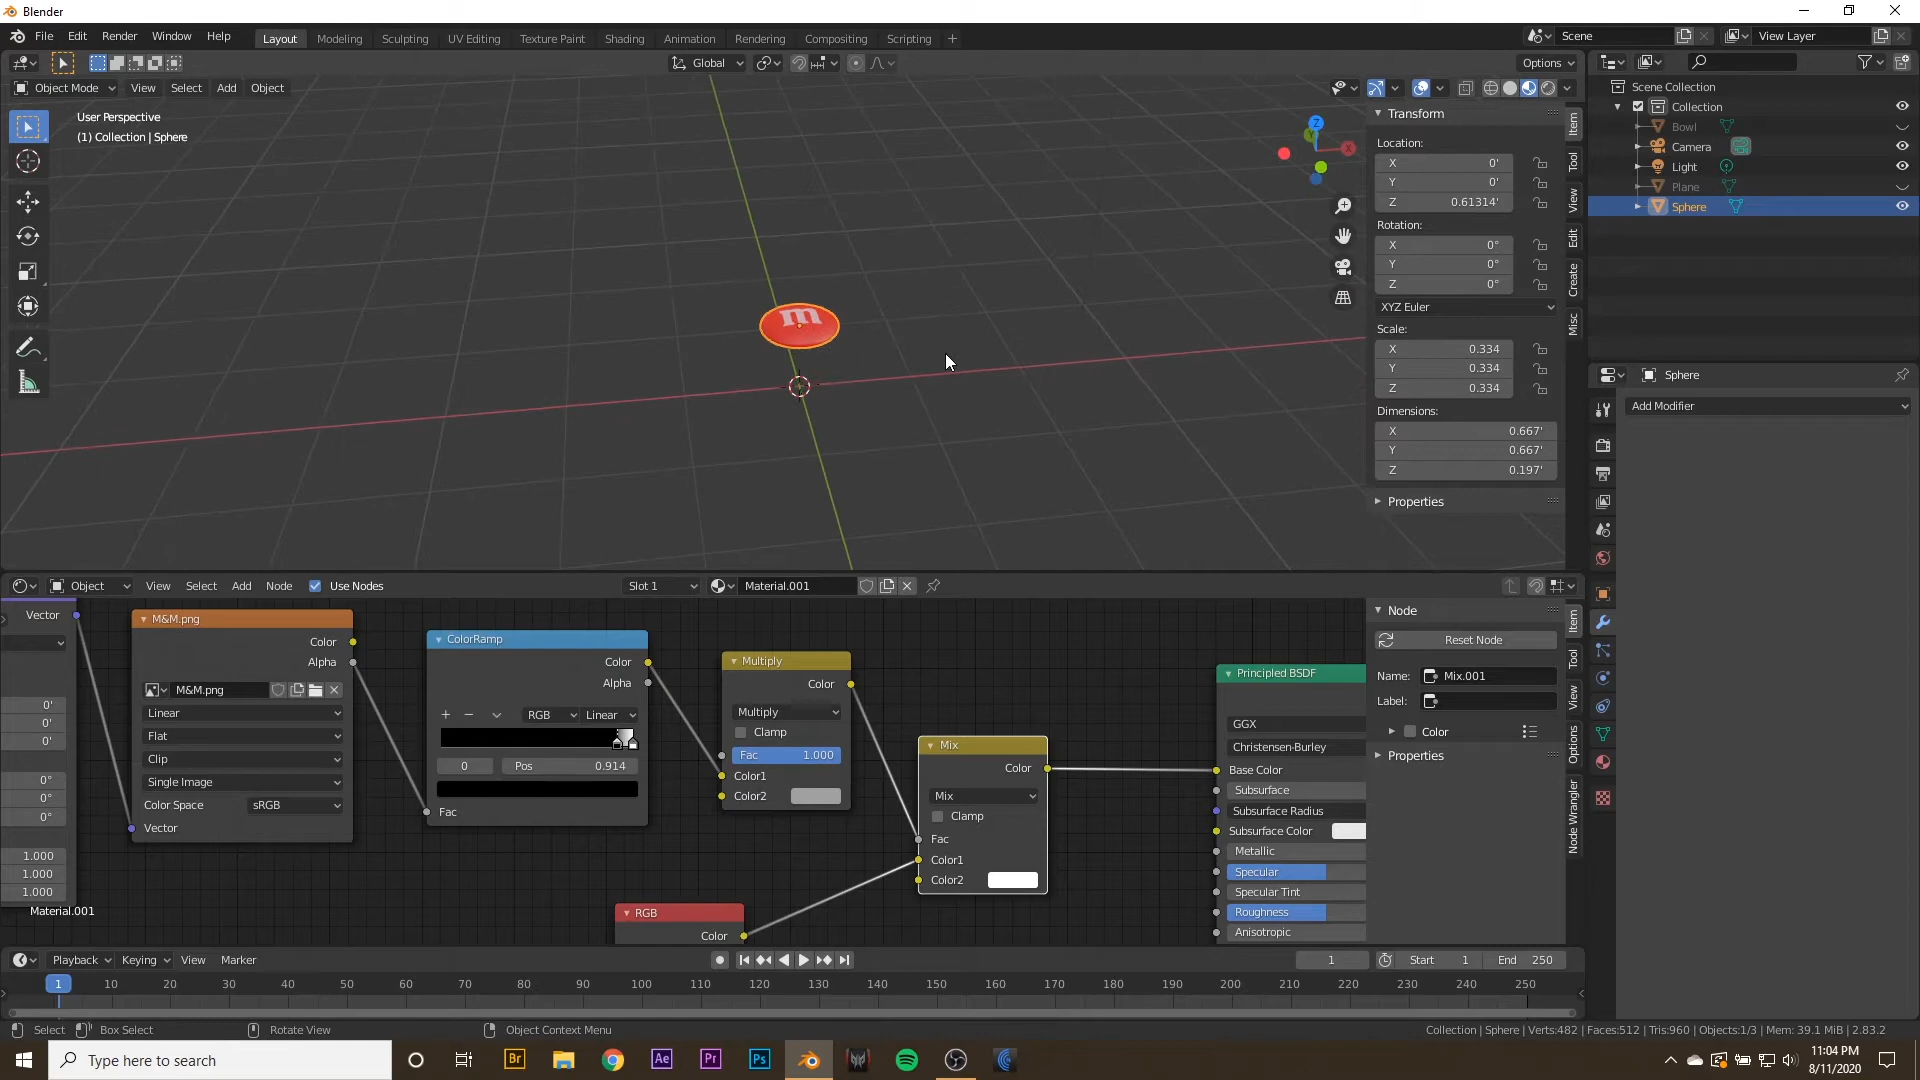 Blender
File Edit Render Window Help
Layout Modeling Sculpting UV Editing Texture Paint Shading Animation Rendering Compositing Scripting +
Scene
View Layer
Global
Options
Object Mode View Select Add Object
User Perspective
(1) Collection | Sphere
m
Z
Y
X
Transform
Location:
X 0'
Y 0'
Z 0.61314'
Rotation:
X 0°
Y 0°
Z 0°
XYZ Euler
Scale:
X 0.334
Y 0.334
Z 0.334
Dimensions:
X 0.667'
Y 0.667'
Z 0.197'
Properties
Item
Tool
View
Edit
Create
Misc
Scene Collection
Collection
Bowl
Camera
Light
Plane
Sphere
Sphere
Add Modifier
Object View Select Add Node Use Nodes Slot 1 Material.001
Vector
0'
0'
0'
0°
0°
0°
1.000
1.000
1.000
Material.001
M&M.png
Color
Alpha
M&M.png
Linear
Flat
Clip
Single Image
Color Space sRGB
Vector
ColorRamp
Color
Alpha
+ − RGB Linear
0 Pos 0.914
Fac
Multiply
Color
Multiply
Clamp
Fac 1.000
Color1
Color2
Mix
Color
Mix
Clamp
Fac
Color1
Color2
RGB
Color
Principled BSDF
GGX
Christensen-Burley
Base Color
Subsurface
Subsurface Radius
Subsurface Color
Metallic
Specular
Specular Tint
Roughness
Anisotropic
Node
Reset Node
Name: Mix.001
Label:
Color
Properties
Item
Tool
View
Options
Node Wrangler
Playback Keying View Marker
1 Start 1 End 250
1 10 20 30 40 50 60 70 80 90 100 110 120 130 140 150 160 170 180 190 200 210 220 230 240 250
Select Box Select Rotate View Object Context Menu
Collection | Sphere | Verts:482 | Faces:512 | Tris:960 | Objects:1/3 | Mem: 39.1 MiB | 2.83.2
Type here to search
Br
Ae
Pr
Ps
11:04 PM
8/11/2020